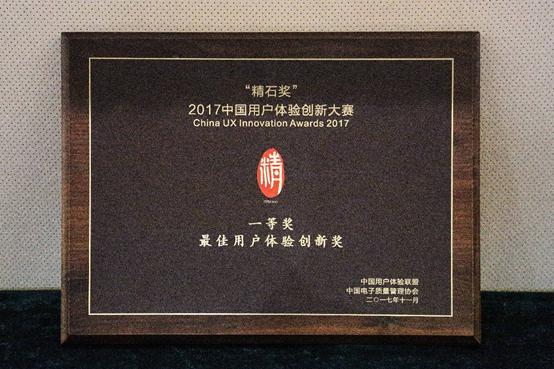 “精石奖”
2017中国用户体验创新大赛
China UX Innovation Awards 2017
精
一等奖
最佳用户体验创新奖
中国用户体验联盟
中国电子质量管理协会
二〇一七年十一月